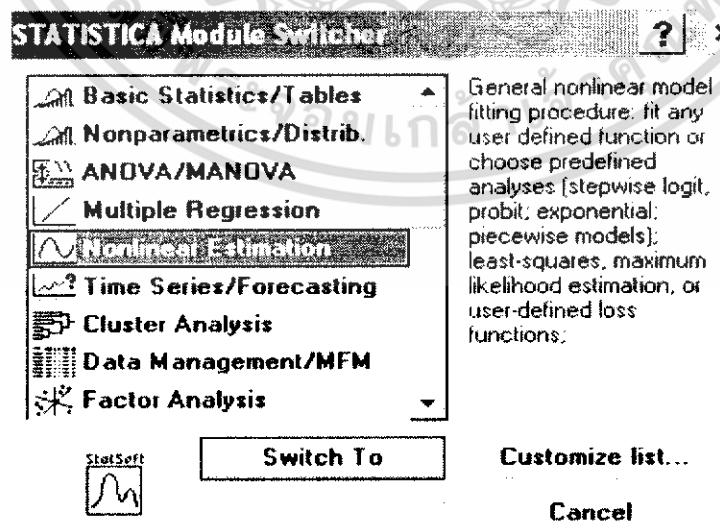 STATISTICA Module Switcher
?
Basic Statistics/Tables
Nonparametrics/Distrib.
ANOVA/MANOVA
Multiple Regression
Nonlinear Estimation
Time Series/Forecasting
Cluster Analysis
Data Management/MFM
Factor Analysis
General nonlinear model
fitting procedure: fit any
user defined function or
choose predefined
analyses (stepwise logit,
probit; exponential;
piecewise models);
least-squares, maximum
likelihood estimation, or
user-defined loss
functions;
StatSoft
Switch To
Customize list...
Cancel